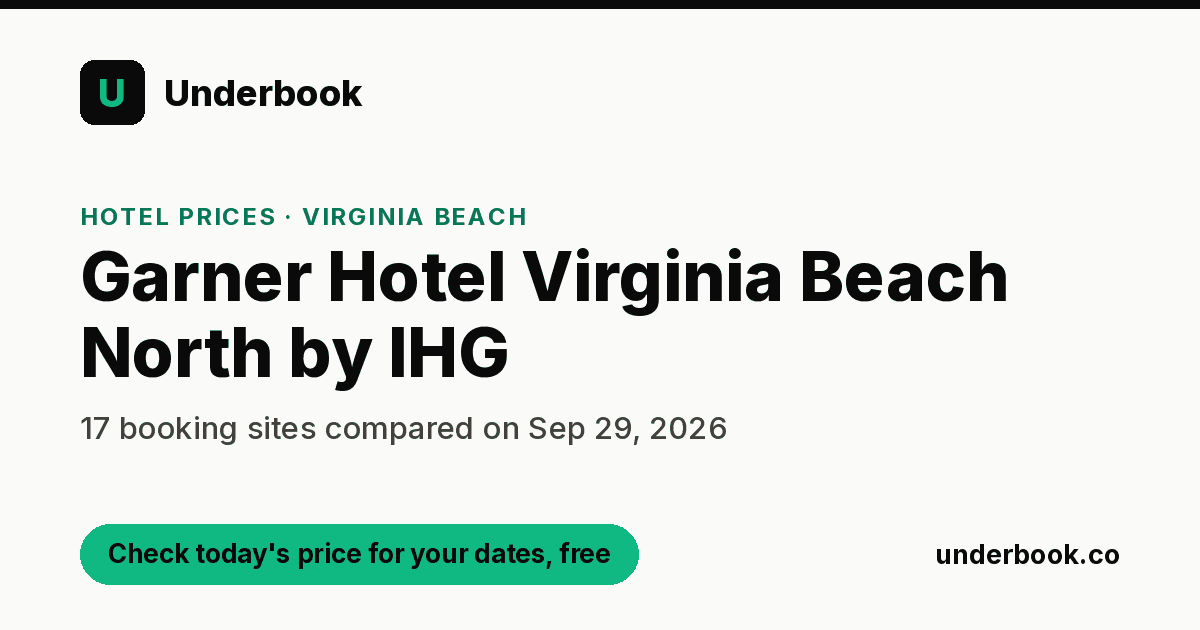 U Underbook
HOTEL PRICES · VIRGINIA BEACH
Garner Hotel Virginia Beach
North by IHG
17 booking sites compared on Sep 29, 2026
Check today's price for your dates, free
underbook.co